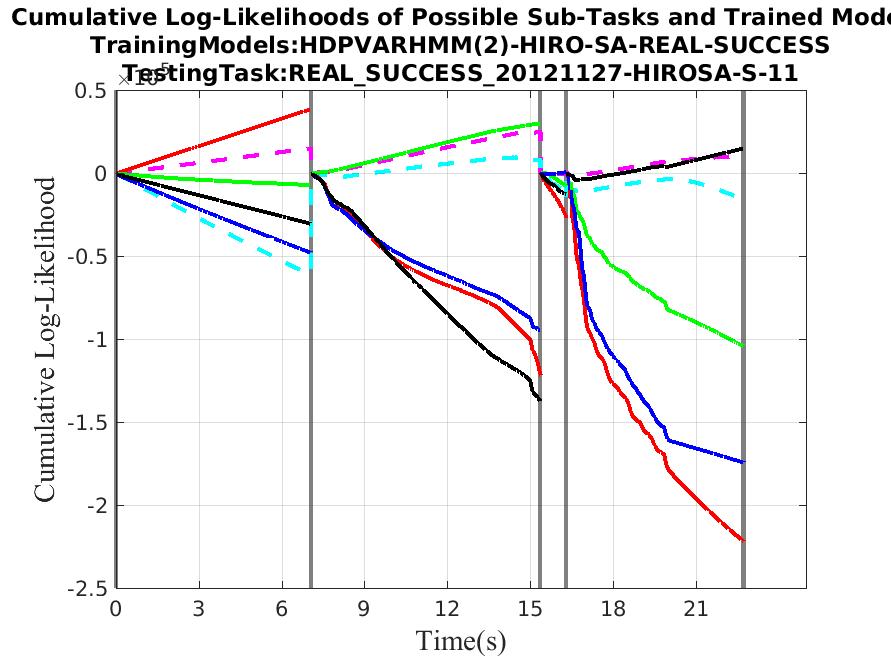 Cumulative Log-Likelihoods of Possible Sub-Tasks and Trained Mode
TrainingModels:HDPVARHMM(2)-HIRO-SA-REAL-SUCCESS
TestingTask:REAL_SUCCESS_20121127-HIROSA-S-11
×10^5
0.5
0
-0.5
-1
-1.5
-2
-2.5
Cumulative Log-Likelihood
0 3 6 9 12 15 18 21
Time(s)